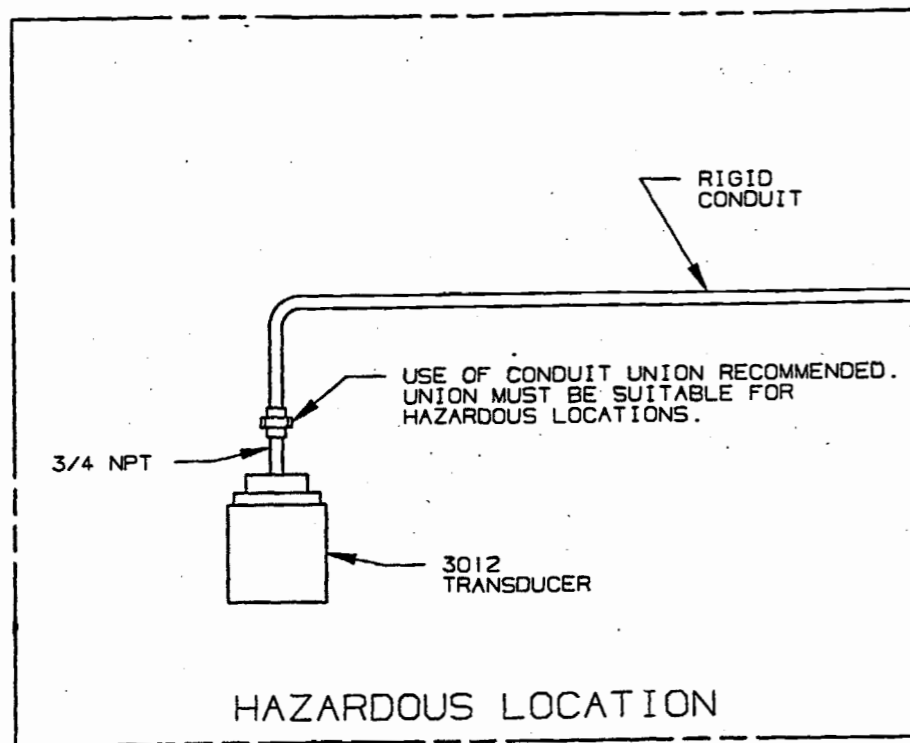 RIGID
CONDUIT
USE OF CONDUIT UNION RECOMMENDED.
UNION MUST BE SUITABLE FOR
HAZARDOUS LOCATIONS.
3/4 NPT
3012
TRANSDUCER
HAZARDOUS LOCATION